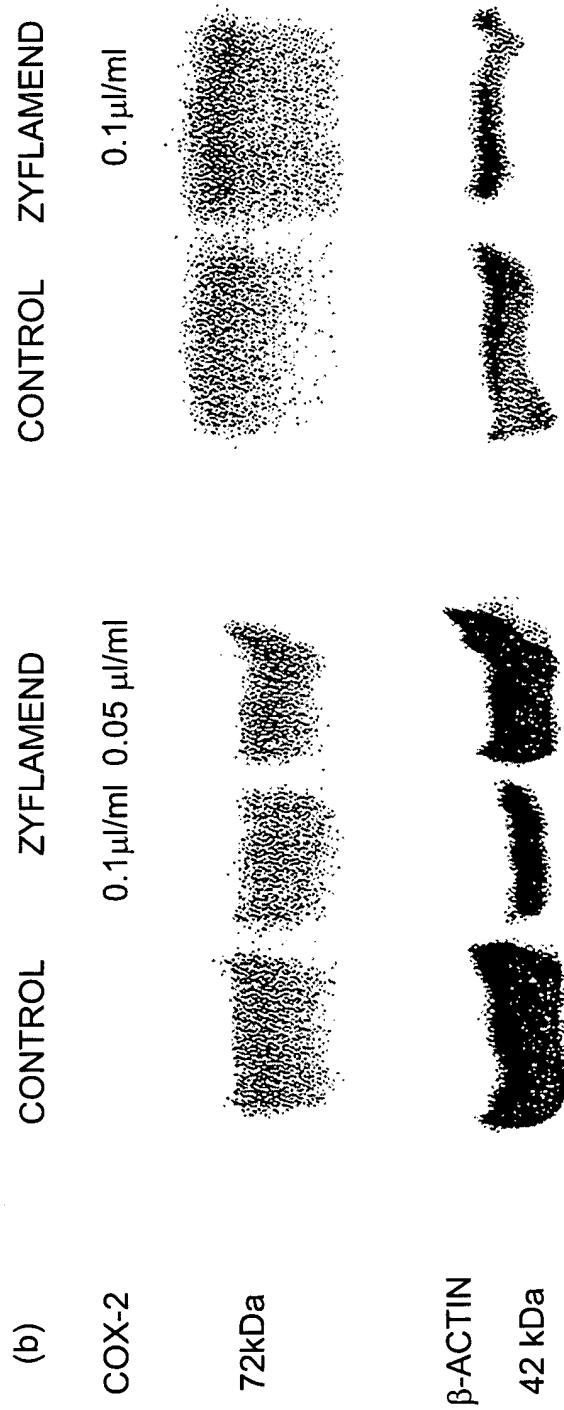 (b) CONTROL ZYFLAMEND CONTROL ZYFLAMEND
COX-2 0.1μl/ml 0.05 μl/ml 0.1μl/ml
72kDa
β-ACTIN
42 kDa